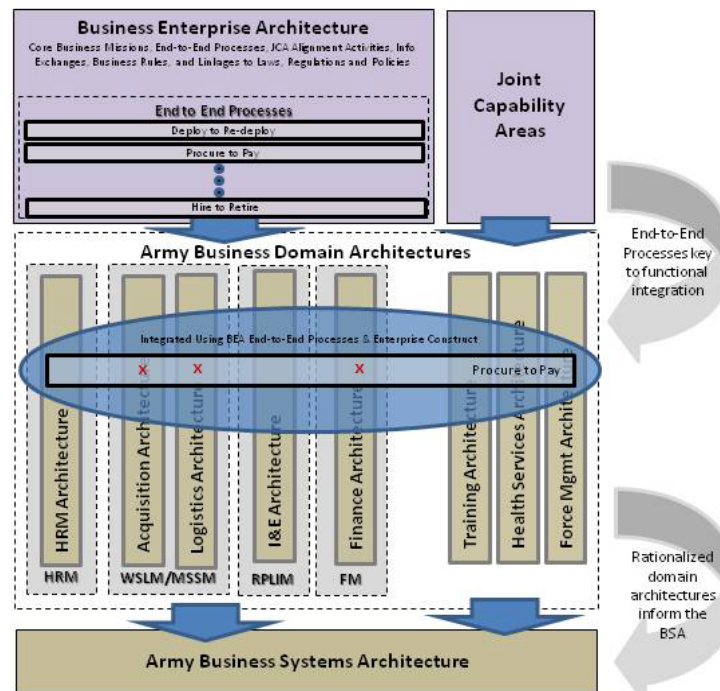 Business Enterprise Architecture
Core Business Missions, End-to-End Processes, JCA Alignment Activities, Info
Exchanges, Business Rules, and Linkages to Laws, Regulations and Policies
End to End Processes
Deploy to Re-deploy
Procure to Pay
Hire to Retire
Joint
Capability
Areas
End-to-End
Processes key
to functional
integration
Army Business Domain Architectures
Integrated Using BEA End-to-End Processes & Enterprise Construct
X
X
X
Procure to Pay
HRM Architecture
Acquisition Architecture
Logistics Architecture
I&E Architecture
Finance Architecture
Training Architecture
Health Services Architecture
Force Mgmt Architecture
HRM
WSLM/MSSM
RPLIM
FM
Rationalized
domain
architectures
inform the
BSA
Army Business Systems Architecture